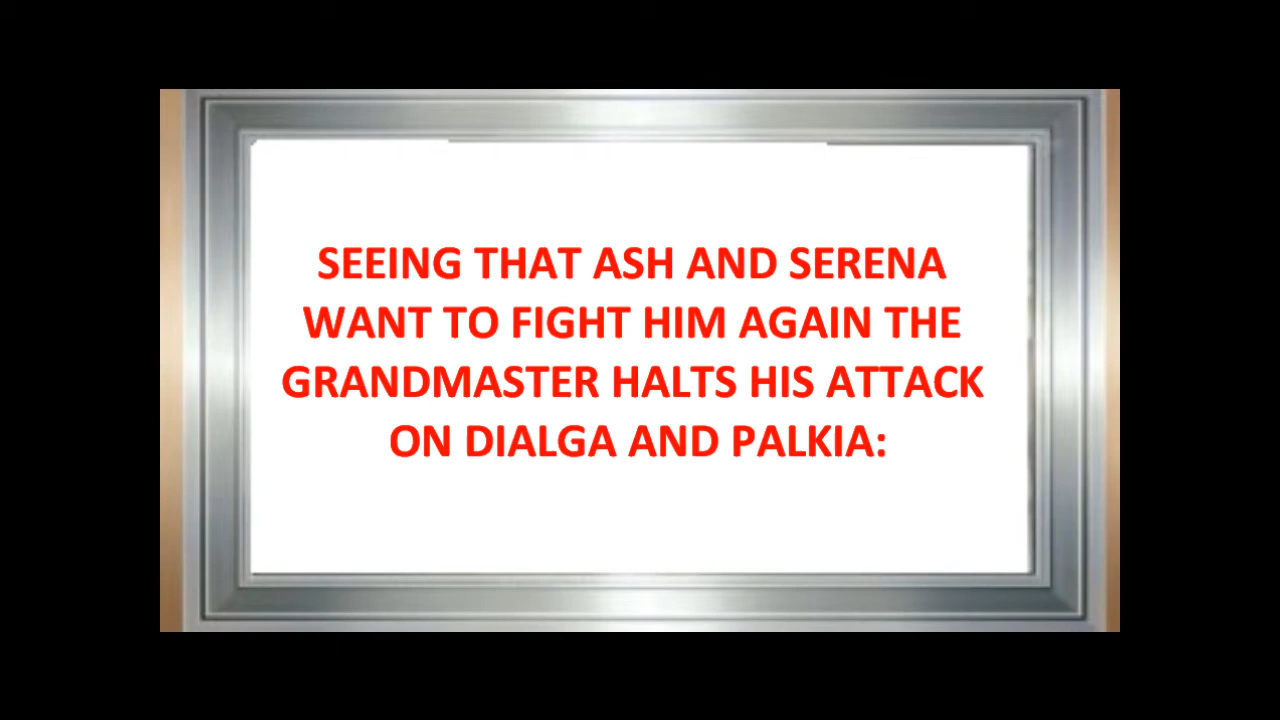 SEEING THAT ASH AND SERENA
WANT TO FIGHT HIM AGAIN THE
GRANDMASTER HALTS HIS ATTACK
ON DIALGA AND PALKIA: